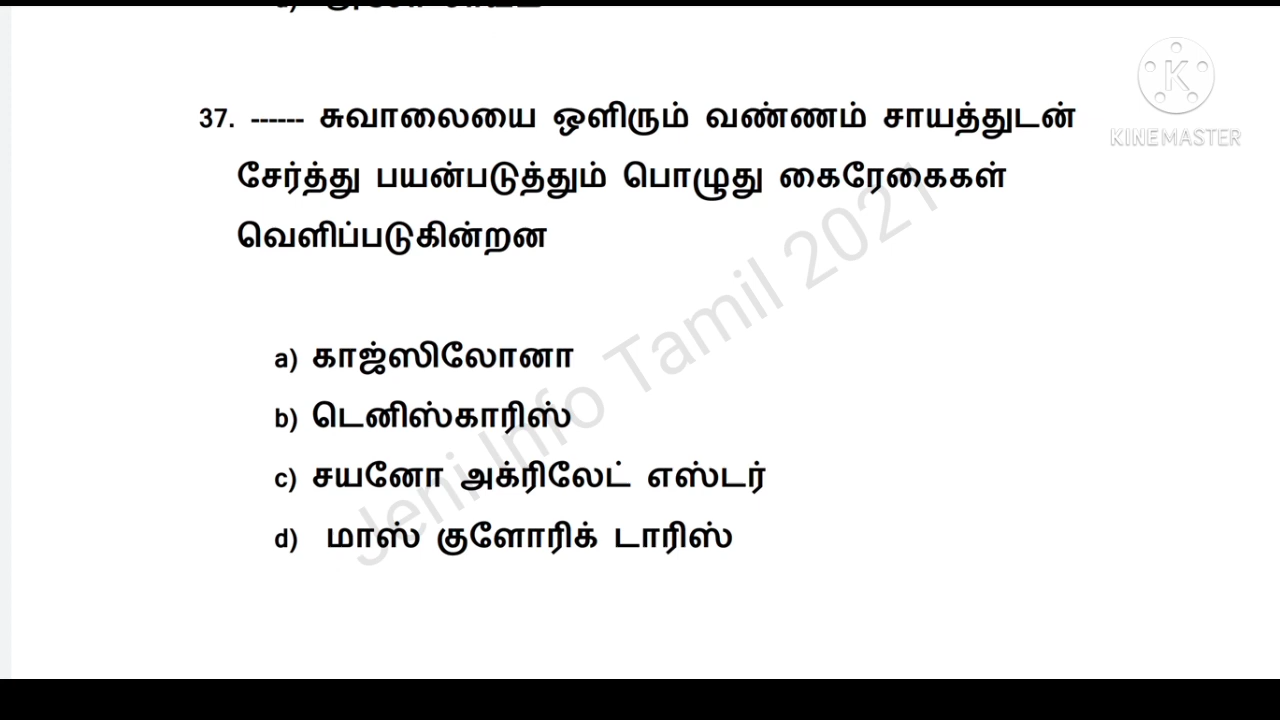 37. ------ சுவாலையை ஒளிரும் வண்ணம் சாயத்துடன்
சேர்த்து பயன்படுத்தும் பொழுது கைரேகைகள்
வெளிப்படுகின்றன
a) காஜ்ஸிலோனா
b) டெனிஸ்காரிஸ்
c) சயனோ அக்ரிலேட் எஸ்டர்
d) மாஸ் குளோரிக் டாரிஸ்
Jeni Info Tamil 2021
K
KINEMASTER